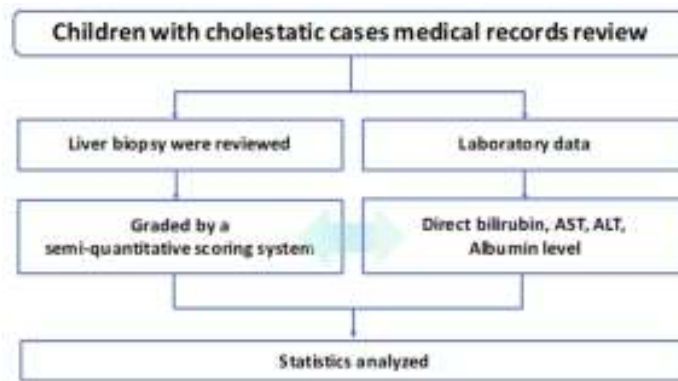 Children with cholestatic cases medical records review
Liver biopsy were reviewed
Laboratory data
Graded by a
semi-quantitative scoring system
Direct bilirubin, AST, ALT,
Albumin level
Statistics analyzed